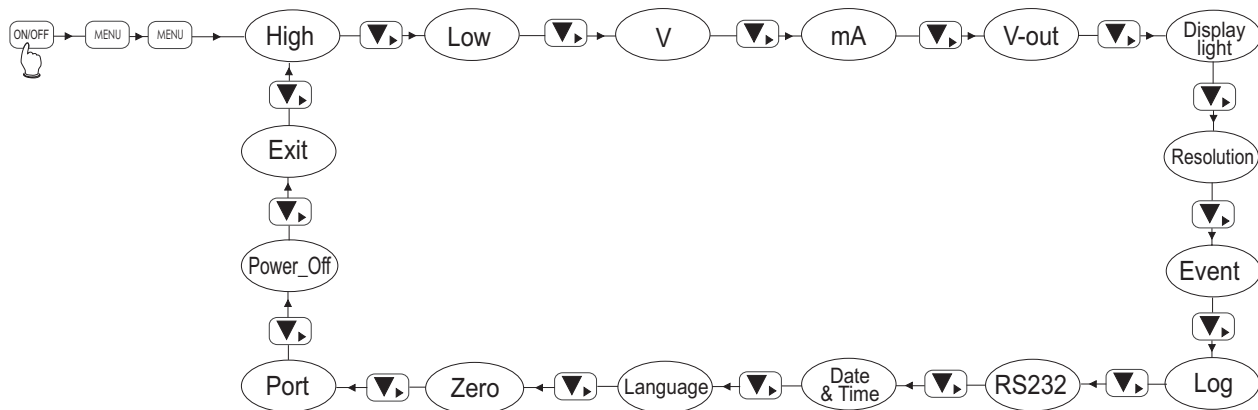 ON/OFF
MENU
MENU
High
Low
V
mA
V-out
Display
light
Resolution
Event
Log
RS232
Date
& Time
Language
Zero
Port
Power_Off
Exit